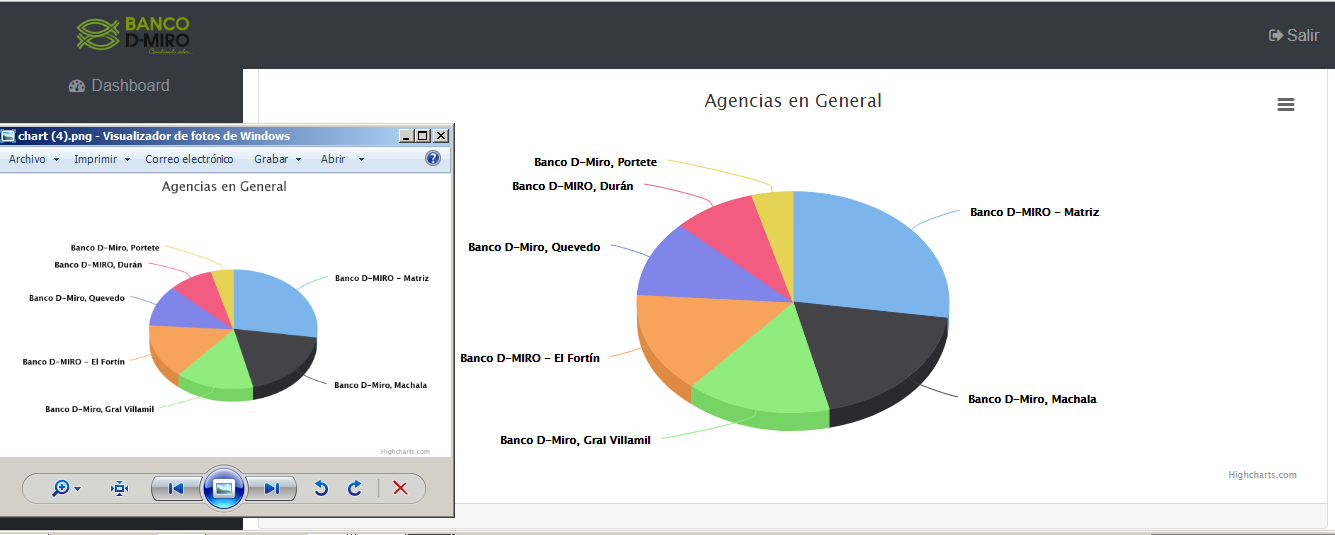 BANCO
D-MIRO
Salir
Dashboard
Agencias en General
Banco D-Miro, Portete
Banco D-MIRO, Durán
Banco D-Miro, Quevedo
Banco D-MIRO - El Fortín
Banco D-Miro, Gral Villamil
Banco D-MIRO - Matriz
Banco D-Miro, Machala
Highcharts.com
chart (4).png - Visualizador de fotos de Windows
Archivo Imprimir Correo electrónico Grabar Abrir
Agencias en General
Banco D-Miro, Portete
Banco D-MIRO, Durán
Banco D-Miro, Quevedo
Banco D-MIRO - El Fortín
Banco D-Miro, Gral Villamil
Banco D-MIRO - Matriz
Banco D-Miro, Machala
Highcharts.com